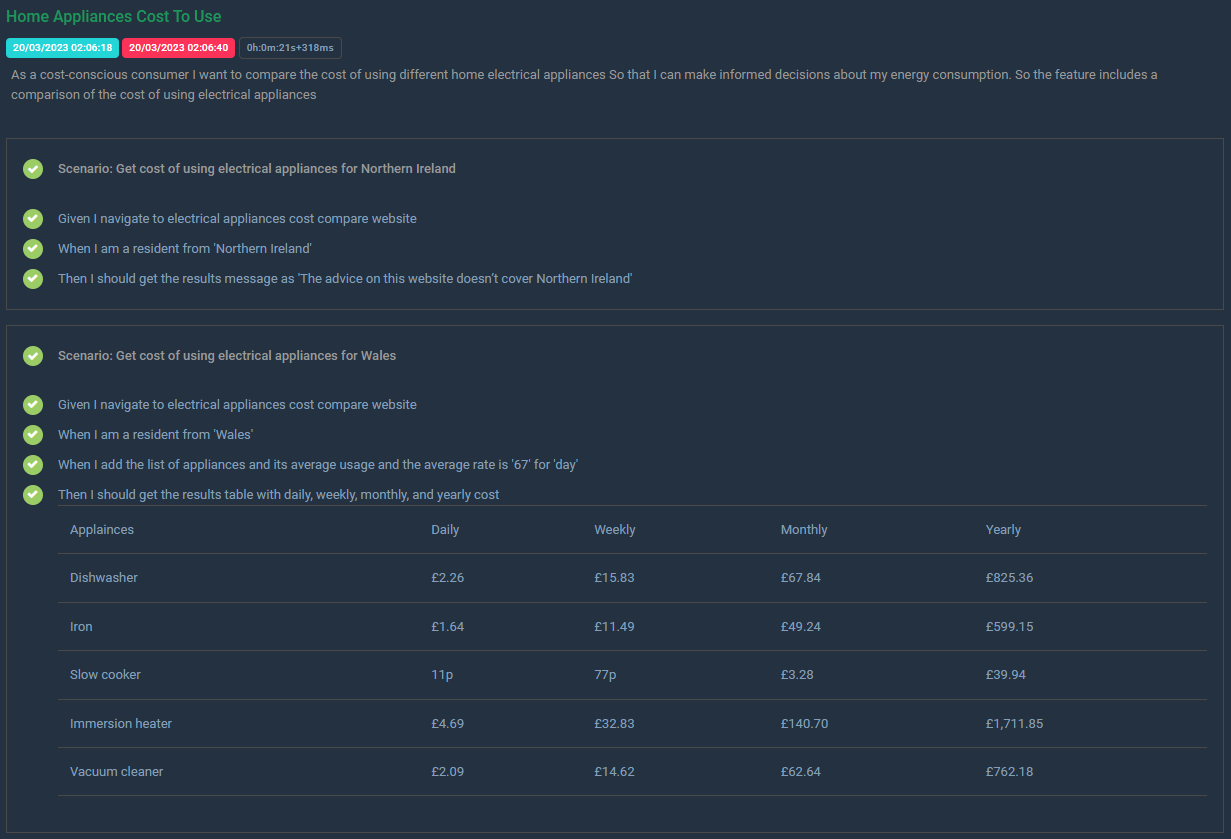 Home Appliances Cost To Use
20/03/2023 02:06:18 20/03/2023 02:06:40 0h:0m:21s+318ms
As a cost-conscious consumer I want to compare the cost of using different home electrical appliances So that I can make informed decisions about my energy consumption. So the feature includes a
comparison of the cost of using electrical appliances
Scenario: Get cost of using electrical appliances for Northern Ireland
Given I navigate to electrical appliances cost compare website
When I am a resident from 'Northern Ireland'
Then I should get the results message as 'The advice on this website doesn't cover Northern Ireland'
Scenario: Get cost of using electrical appliances for Wales
Given I navigate to electrical appliances cost compare website
When I am a resident from 'Wales'
When I add the list of appliances and its average usage and the average rate is '67' for 'day'
Then I should get the results table with daily, weekly, monthly, and yearly cost
Applainces Daily Weekly Monthly Yearly
Dishwasher £2.26 £15.83 £67.84 £825.36
Iron £1.64 £11.49 £49.24 £599.15
Slow cooker 11p 77p £3.28 £39.94
Immersion heater £4.69 £32.83 £140.70 £1,711.85
Vacuum cleaner £2.09 £14.62 £62.64 £762.18